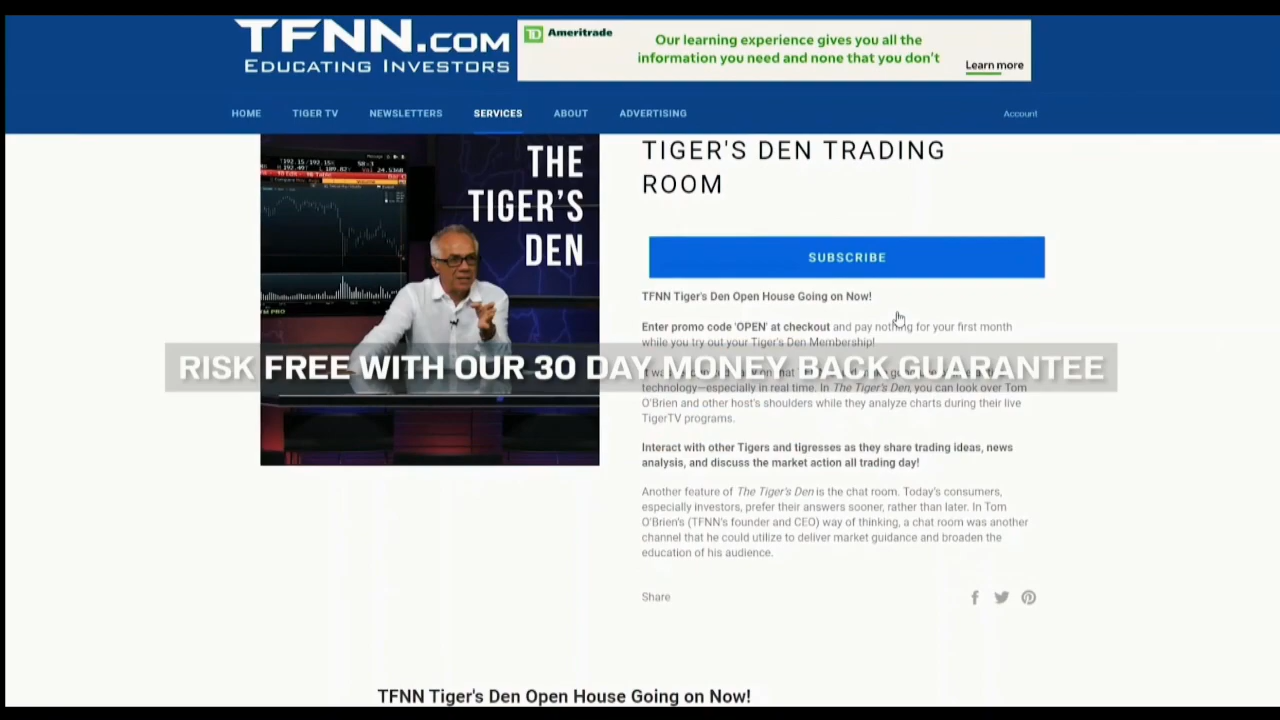 TFNN.COM
EDUCATING INVESTORS
TD Ameritrade
Our learning experience gives you all the
information you need and none that you don't
Learn more
HOME TIGER TV NEWSLETTERS SERVICES ABOUT ADVERTISING Account
THE
TIGER'S
DEN
TIGER'S DEN TRADING
ROOM
SUBSCRIBE
TFNN Tiger's Den Open House Going on Now!
Enter promo code 'OPEN' at checkout and pay nothing for your first month
while you try out your Tiger's Den Membership!
RISK FREE WITH OUR 30 DAY MONEY BACK GUARANTEE
technology—especially in real time. In The Tiger's Den, you can look over Tom
O'Brien and other host's shoulders while they analyze charts during their live
TigerTV programs.
Interact with other Tigers and tigresses as they share trading ideas, news
analysis, and discuss the market action all trading day!
Another feature of The Tiger's Den is the chat room. Today's consumers,
especially investors, prefer their answers sooner, rather than later. In Tom
O'Brien's (TFNN's founder and CEO) way of thinking, a chat room was another
channel that he could utilize to deliver market guidance and broaden the
education of his audience.
Share
TFNN Tiger's Den Open House Going on Now!